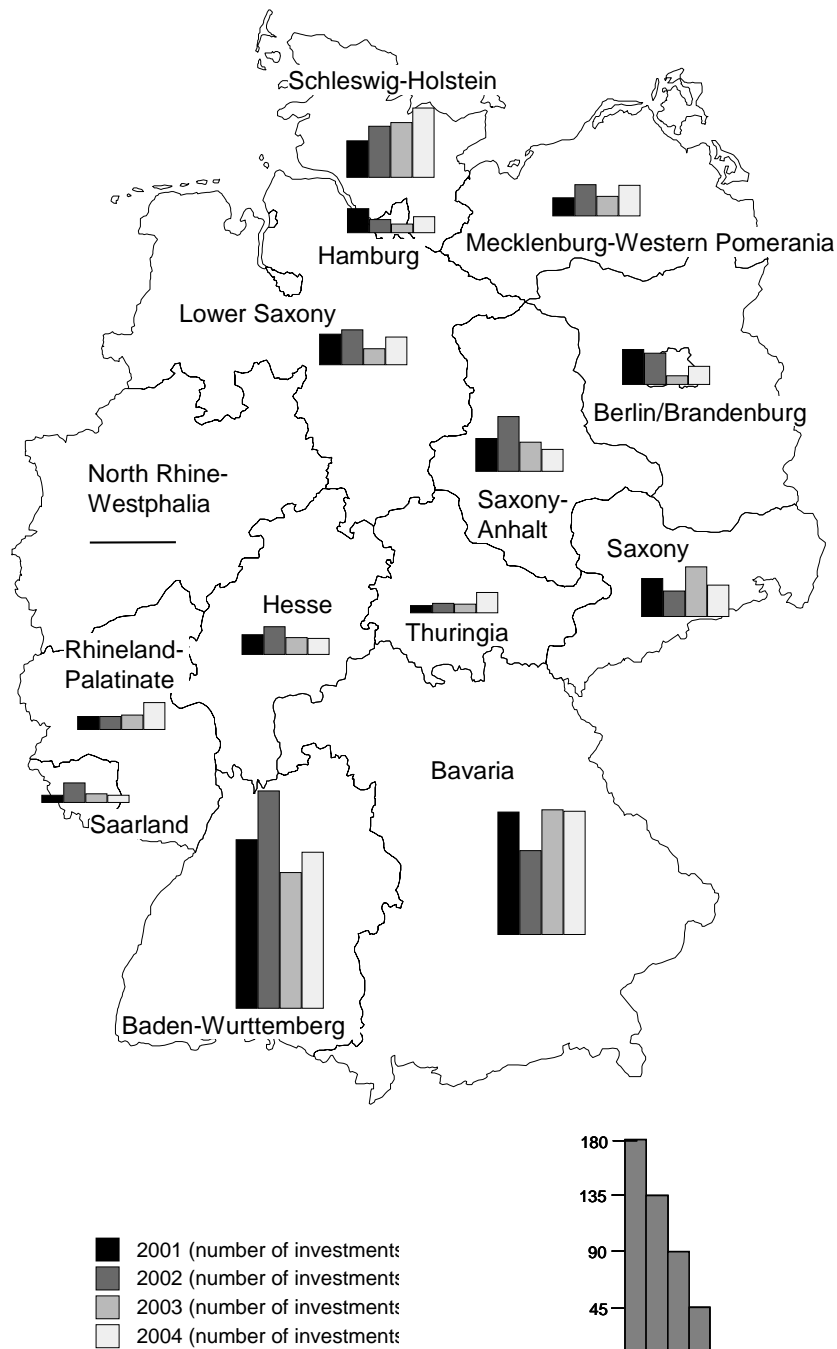 Schleswig-Holstein
Mecklenburg-Western Pomerania
Hamburg
Lower Saxony
Berlin/Brandenburg
North Rhine-
Westphalia
Saxony-
Anhalt
Saxony
Hesse
Thuringia
Rhineland-
Palatinate
Bavaria
Saarland
Baden-Wurttemberg
180
135
90
45
2001 (number of investments
2002 (number of investments
2003 (number of investments
2004 (number of investments